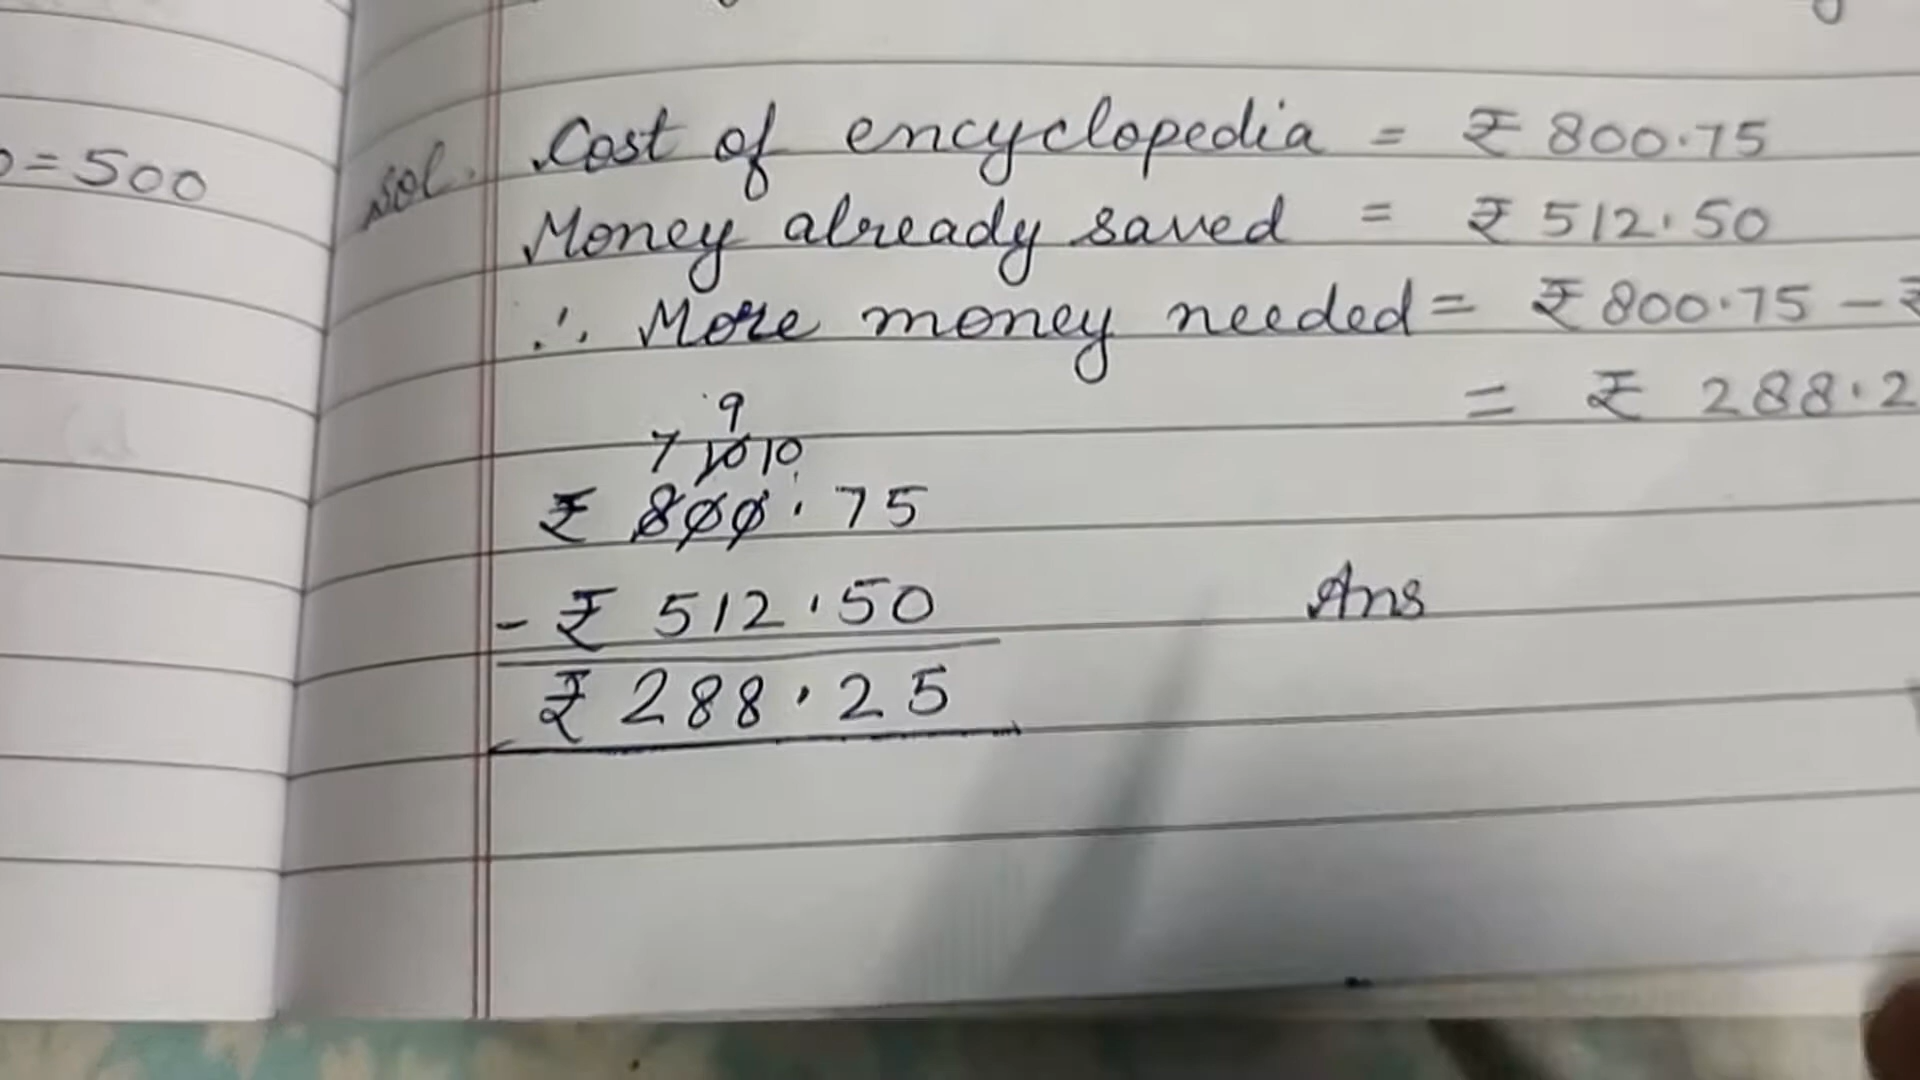 = 500
Sol. Cost of encyclopedia = ₹ 800.75
Money already saved = ₹ 512.50
∴ More money needed = ₹ 800.75 - ₹
= ₹ 288.2
9
7 10 10
₹ 800.75
- ₹ 512.50
Ans
₹ 288.25